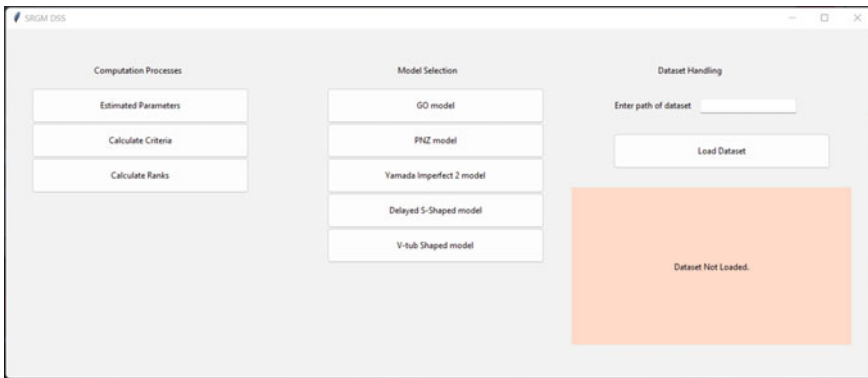 SRGM DSS
Computation Processes
Estimated Parameters
Calculate Criteria
Calculate Ranks
Model Selection
GO model
PNZ model
Yamada Imperfect 2 model
Delayed S-Shaped model
V-tub Shaped model
Dataset Handling
Enter path of dataset
Load Dataset
Dataset Not Loaded.